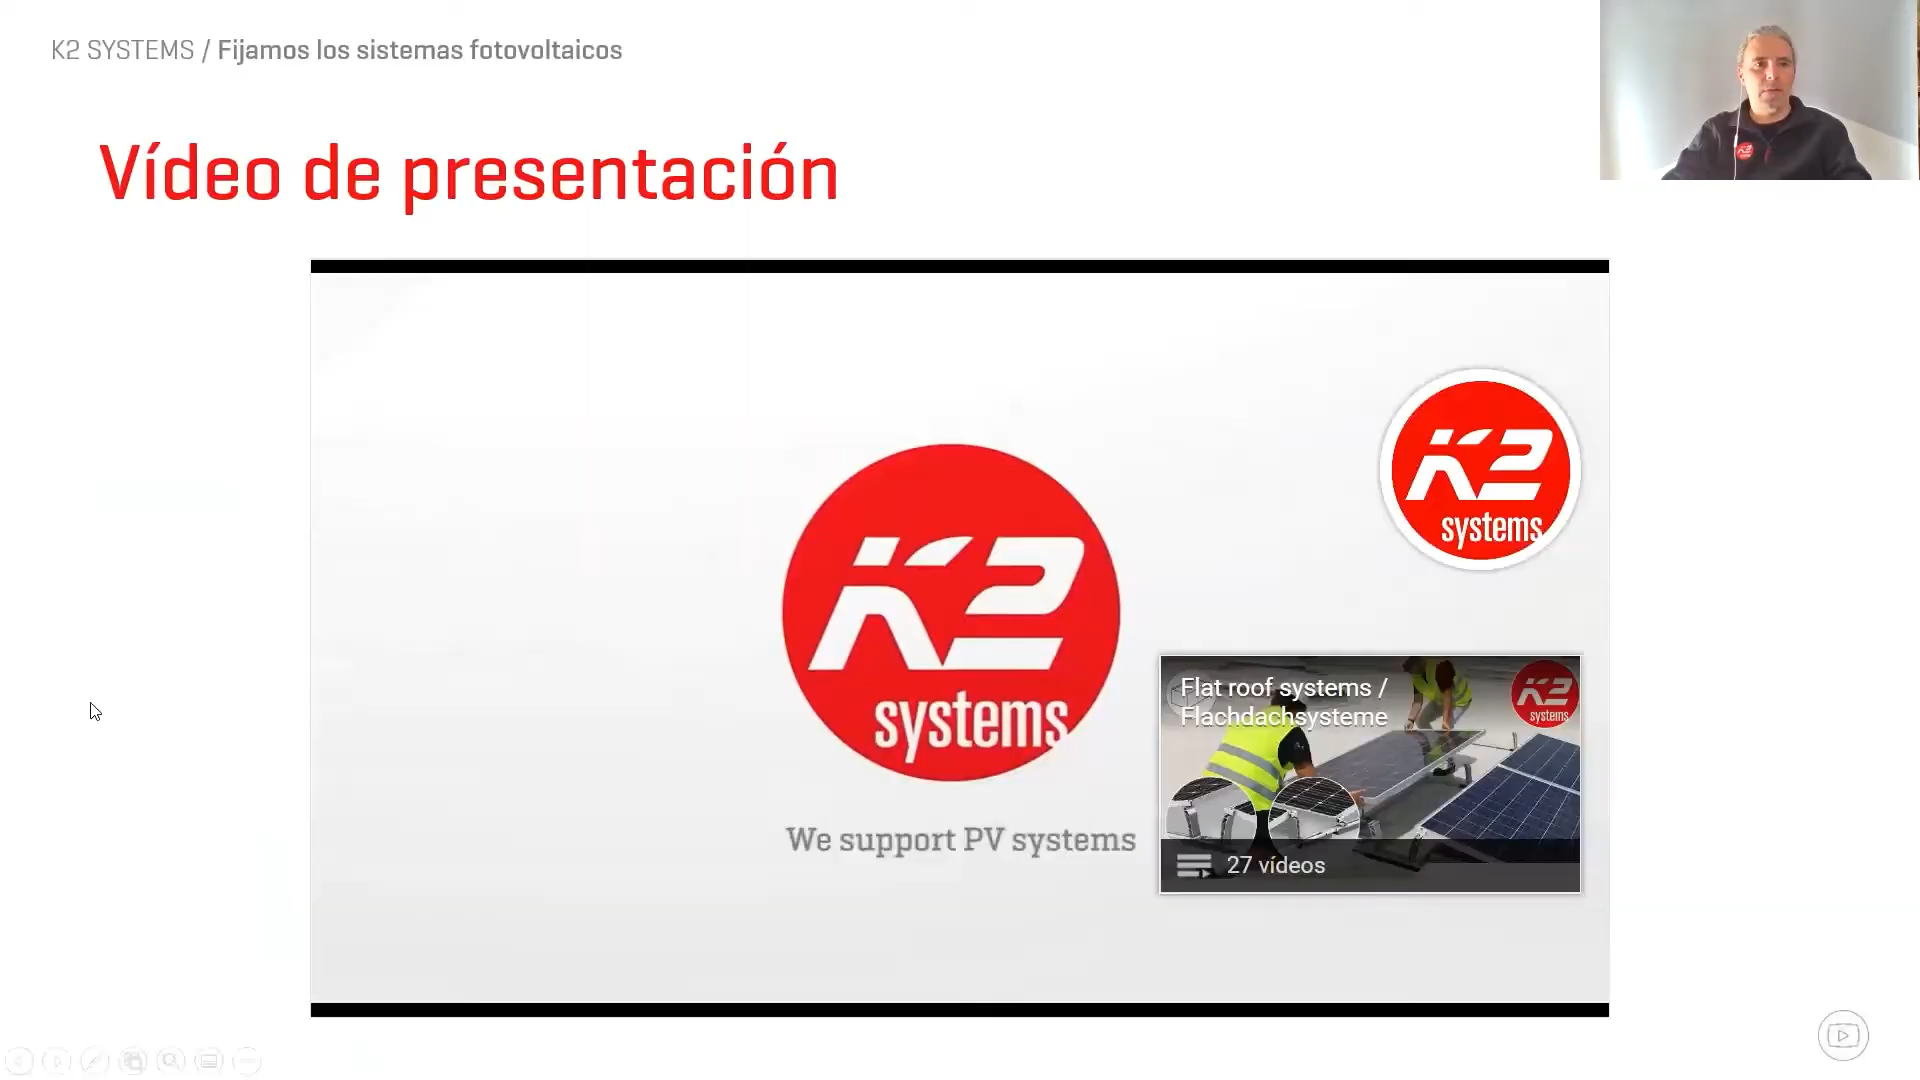 K2 SYSTEMS / Fijamos los sistemas fotovoltaicos
Vídeo de presentación
K2
systems
K2
systems
We support PV systems
Flat roof systems /
Flachdachsysteme
K2
systems
27 vídeos
K2